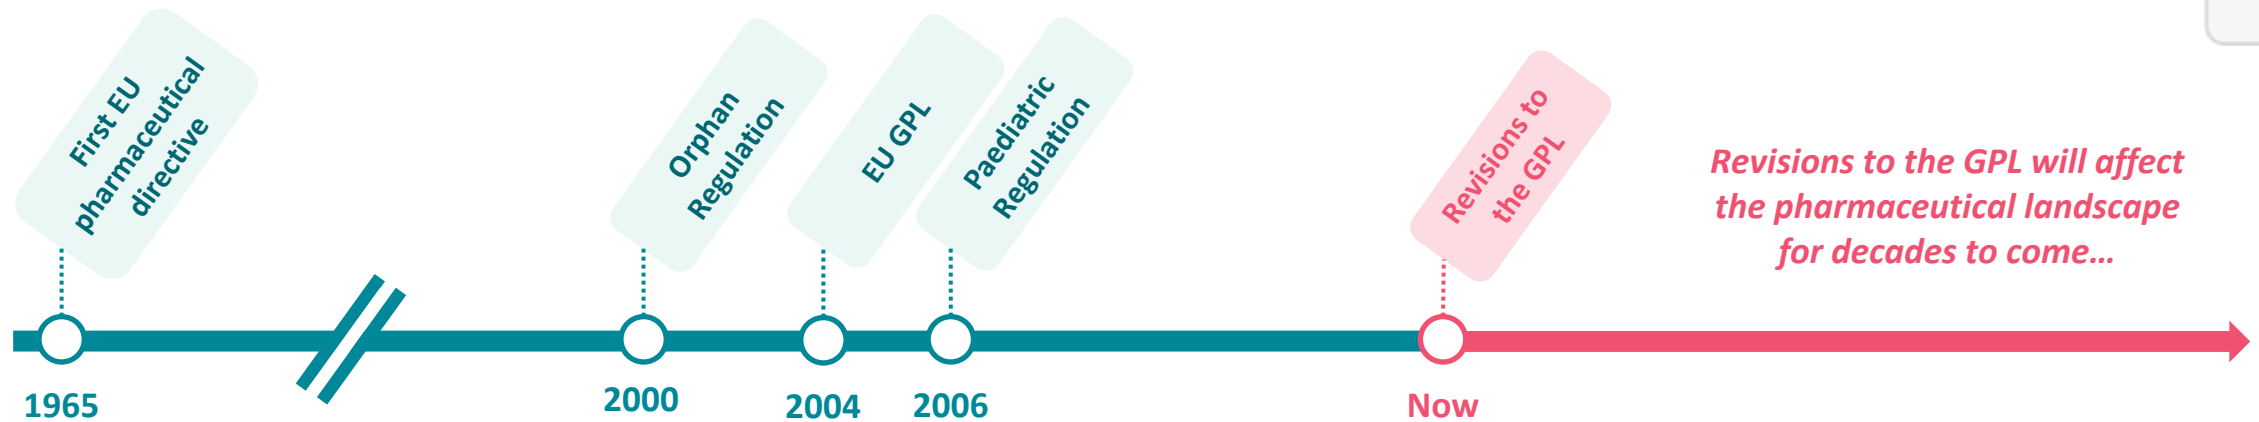 First EU
pharmaceutical
directive
Orphan
Regulation
EU GPL
Paediatric
Regulation
Revisions to
the GPL
Revisions to the GPL will affect
the pharmaceutical landscape
for decades to come…
1965
2000
2004
2006
Now